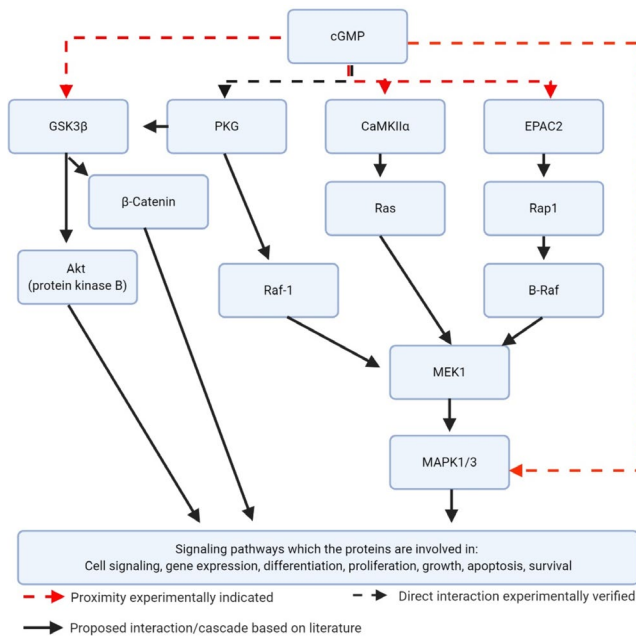 cGMP
GSK3β
PKG
CaMKIIα
EPAC2
β-Catenin
Ras
Rap1
Akt
(protein kinase B)
Raf-1
B-Raf
MEK1
MAPK1/3
Signaling pathways which the proteins are involved in:
Cell signaling, gene expression, differentiation, proliferation, growth, apoptosis, survival
Proximity experimentally indicated
Direct interaction experimentally verified
Proposed interaction/cascade based on literature